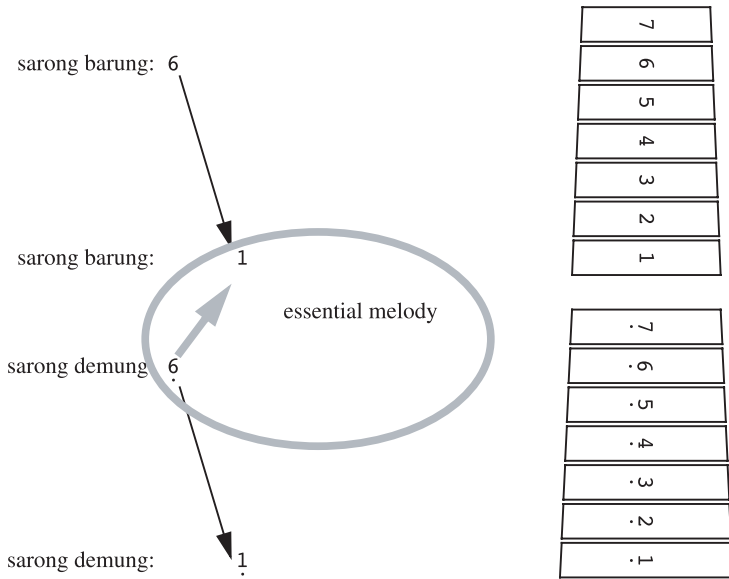 sarong barung: 6
sarong barung: 1
essential melody
sarong demung: 6̣
sarong demung: 1̣
7
6
5
4
3
2
1
7̣
6̣
5̣
4̣
3̣
2̣
1̣